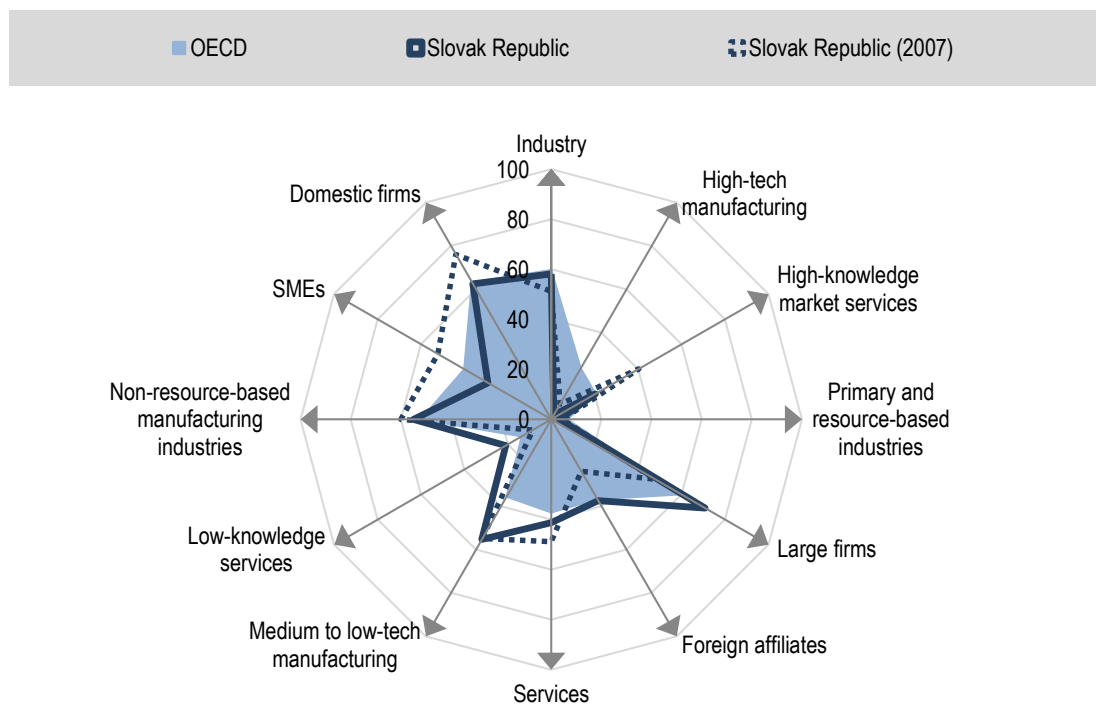 OECD
Slovak Republic
Slovak Republic (2007)
Industry
100
80
60
40
20
0
High-tech
manufacturing
High-knowledge
market services
Primary and
resource-based
industries
Large firms
Foreign affiliates
Services
Medium to low-tech
manufacturing
Low-knowledge
services
Non-resource-based
manufacturing
industries
SMEs
Domestic firms